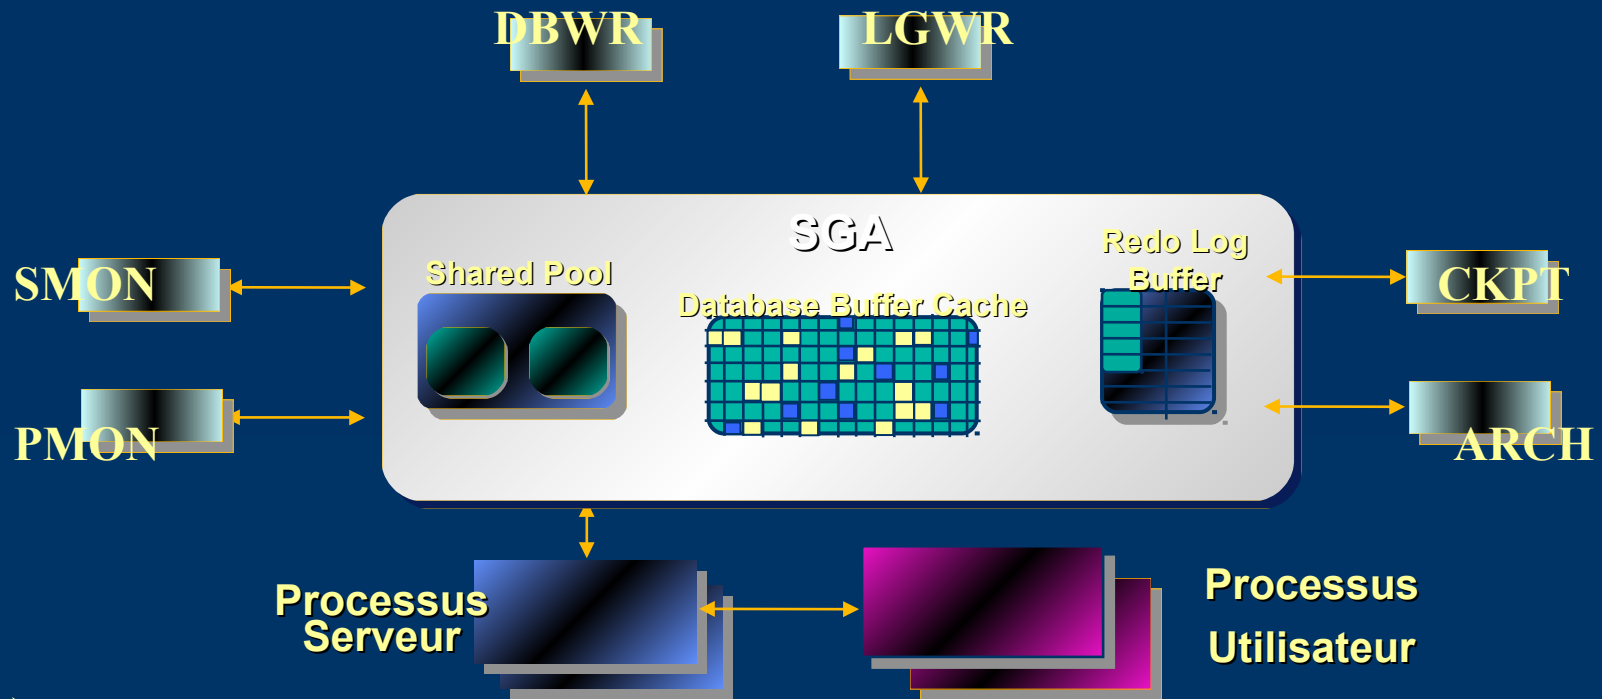 DBWR
LGWR
SGA
Redo Log
Buffer
Shared Pool
SMON
Database Buffer Cache
CKPT
PMON
ARCH
Processus
Serveur
Processus
Utilisateur